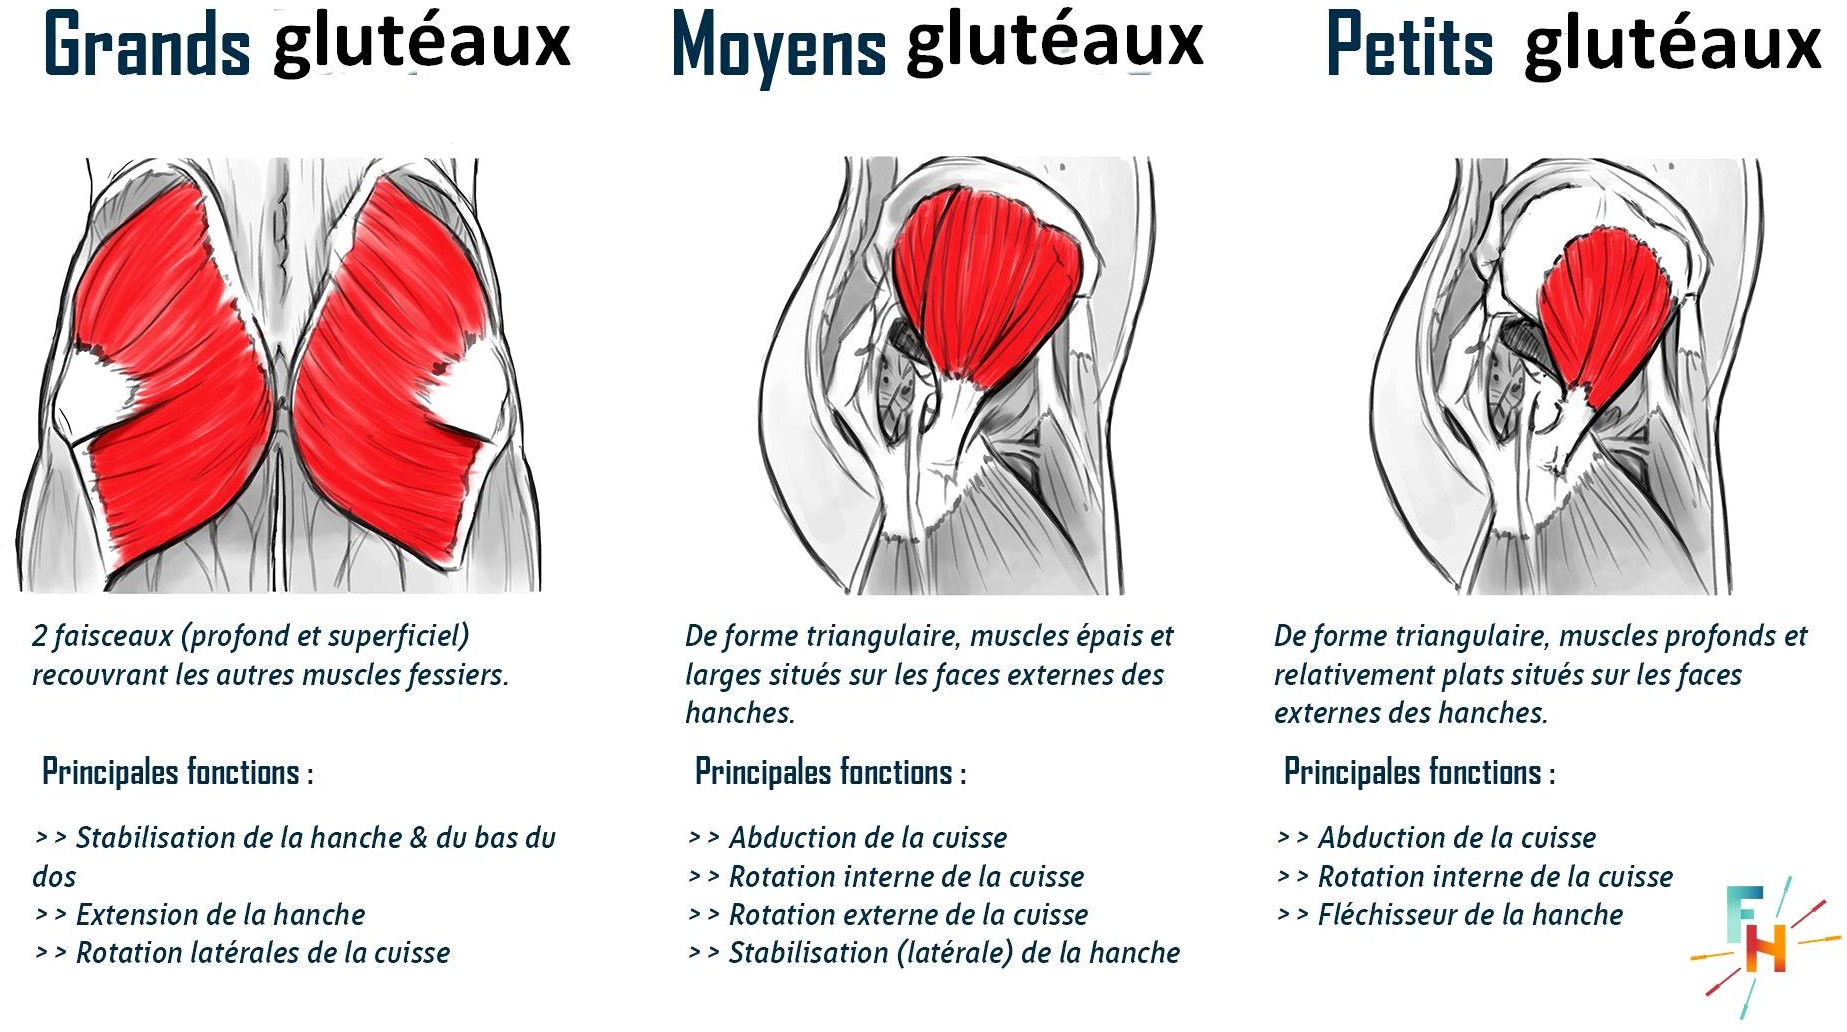 Grands glutéaux
2 faisceaux (profond et superficiel)
recouvrant les autres muscles fessiers.
Principales fonctions :
>> Stabilisation de la hanche & du bas du
dos
>> Extension de la hanche
>> Rotation latérales de la cuisse
Moyens glutéaux
De forme triangulaire, muscles épais et
larges situés sur les faces externes des
hanches.
Principales fonctions :
>> Abduction de la cuisse
>> Rotation interne de la cuisse
>> Rotation externe de la cuisse
>> Stabilisation (latérale) de la hanche
Petits glutéaux
De forme triangulaire, muscles profonds et
relativement plats situés sur les faces
externes des hanches.
Principales fonctions :
>> Abduction de la cuisse
>> Rotation interne de la cuisse
>> Fléchisseur de la hanche
FH